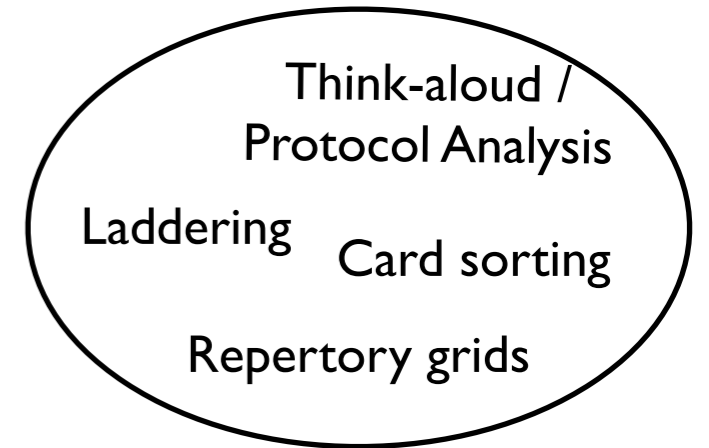 Think-aloud /
Protocol Analysis
Laddering
Card sorting
Repertory grids